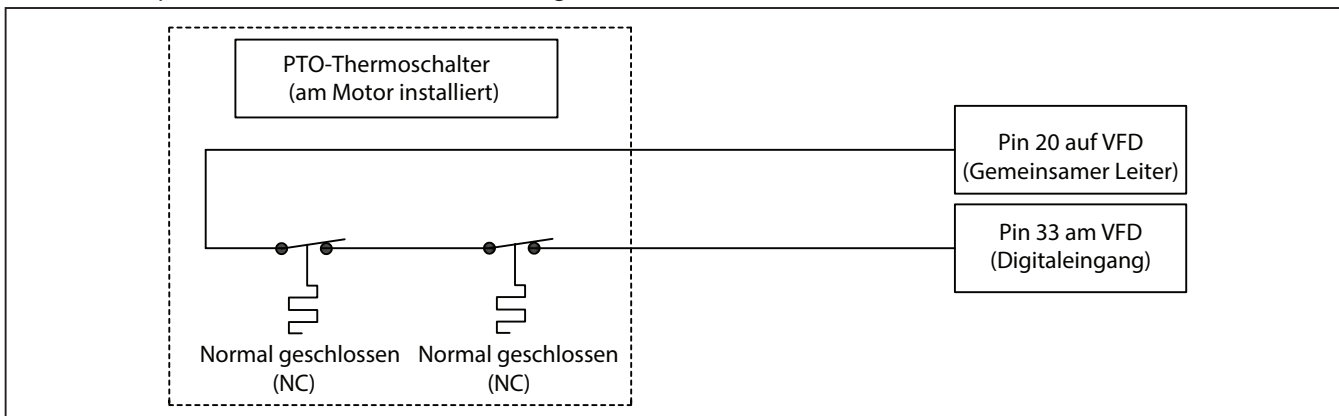 PTO-Thermoschalter
(am Motor installiert)
Pin 20 auf VFD
(Gemeinsamer Leiter)
Pin 33 am VFD
(Digitaleingang)
Normal geschlossen
(NC)
Normal geschlossen
(NC)